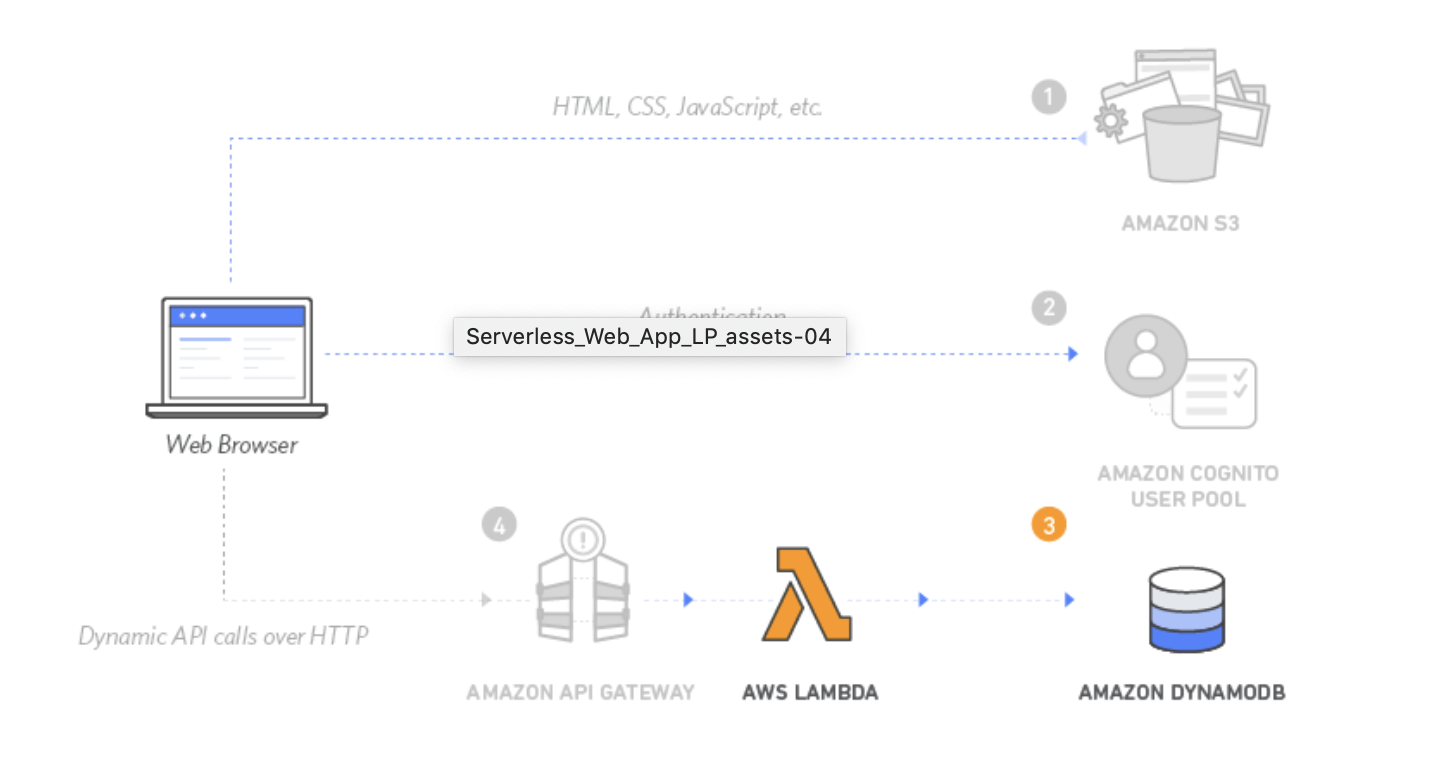 1
HTML, CSS, JavaScript, etc.
AMAZON S3
2
Authentication
Serverless_Web_App_LP_assets-04
Web Browser
AMAZON COGNITO
USER POOL
4
3
Dynamic API calls over HTTP
AMAZON API GATEWAY
AWS LAMBDA
AMAZON DYNAMODB